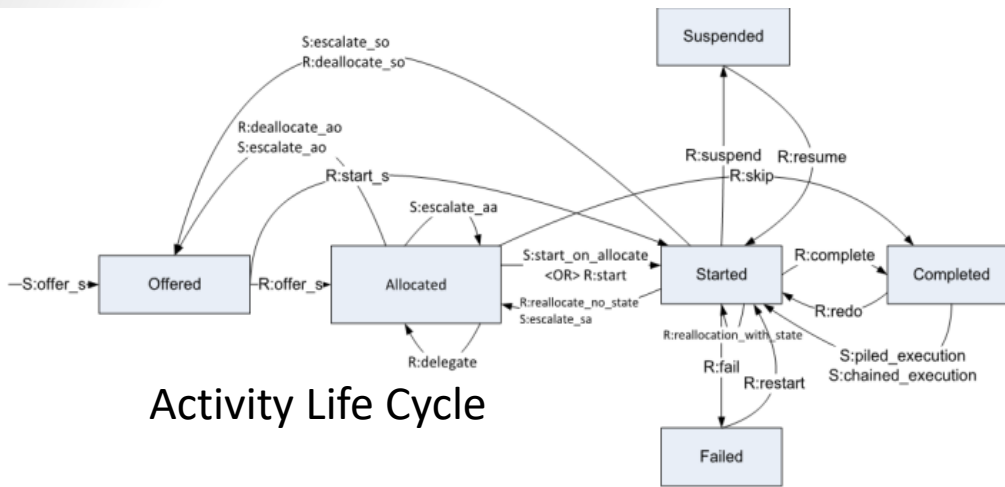 Suspended
S:escalate_so
R:deallocate_so
R:deallocate_ao
S:escalate_ao
R:suspend
R:resume
R:start_s
R:skip
S:escalate_aa
S:offer_s
Offered
R:offer_s
Allocated
S:start_on_allocate
<OR> R:start
Started
R:complete
Completed
R:reallocate_no_state
S:escalate_sa
R:redo
R:reallocation_with_state
R:delegate
R:fail
R:restart
S:piled_execution
S:chained_execution
Activity Life Cycle
Failed